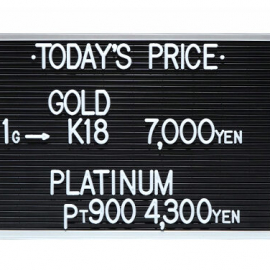 ·TODAY'S PRICE·
GOLD
1G→ K18 7,000YEN
PLATINUM
PT900 4,300YEN